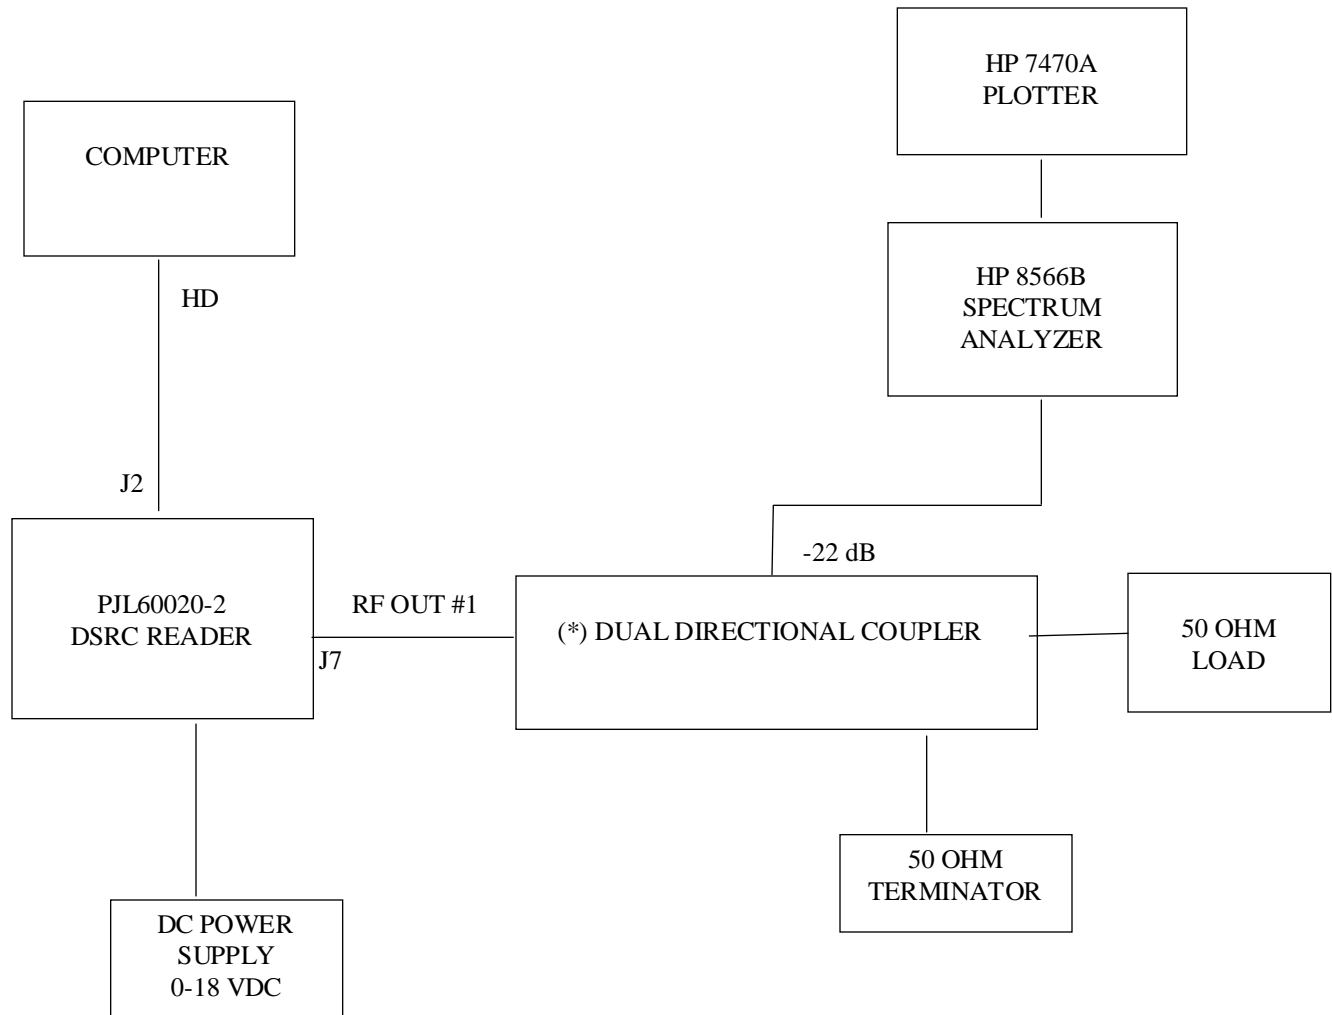 HP 7470A
PLOTTER
COMPUTER
HP 8566B
SPECTRUM
ANALYZER
HD
J2
-22 dB
PJL60020-2
DSRC READER
RF OUT #1
J7
(*) DUAL DIRECTIONAL COUPLER
50 OHM
LOAD
50 OHM
TERMINATOR
DC POWER
SUPPLY
0-18 VDC